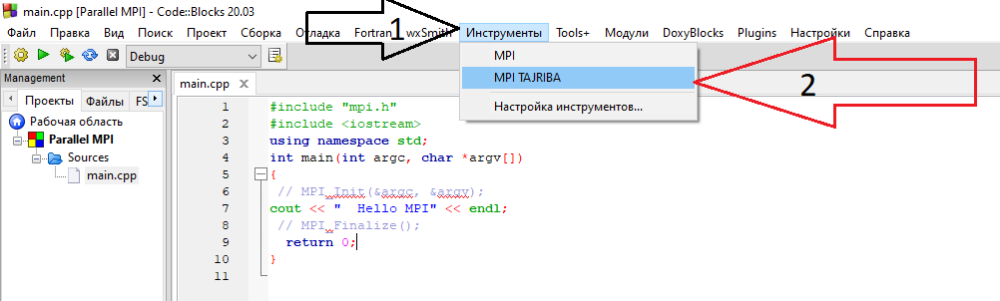 main.cpp [Parallel MPI] - Code::Blocks 20.03
Файл Правка Вид Поиск Проект Сборка Отладка Fortran wxSmith Инструменты Tools+ Модули DoxyBlocks Plugins Настройки Справка
1
Debug
MPI
MPI TAJRIBA
Настройка инструментов...
2
Management
Проекты Файлы FS
Рабочая область
Parallel MPI
Sources
main.cpp
main.cpp
1 #include "mpi.h"
2 #include <iostream>
3 using namespace std;
4 int main(int argc, char *argv[])
5 {
6 // MPI_Init(&argc, &argv);
7 cout << "  Hello MPI" << endl;
8 // MPI_Finalize();
9 return 0;
10 }
11